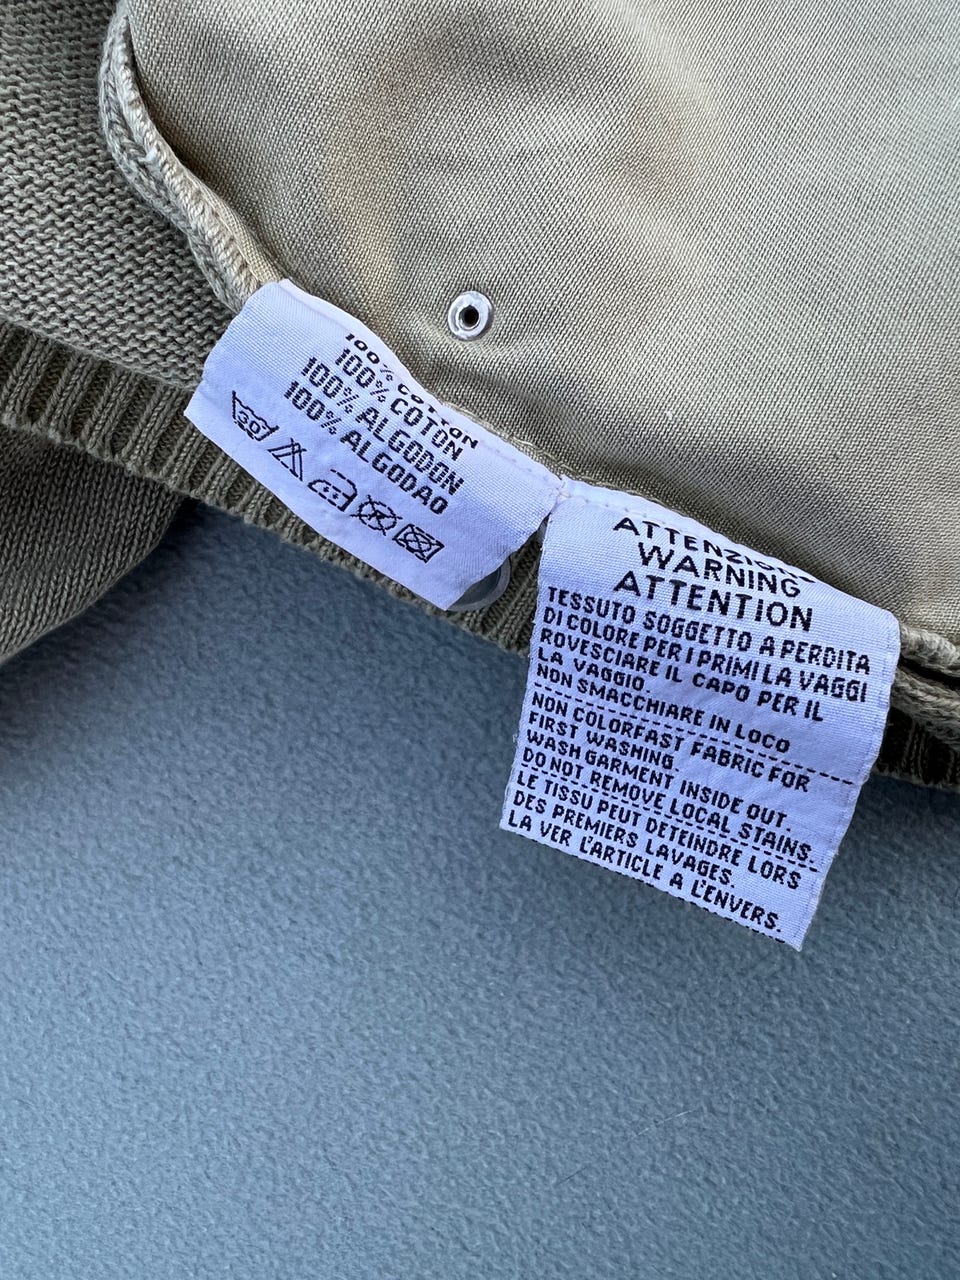 100% COTTON
100% COTON
100% ALGODON
100% ALGODAO
30
ATTENZIONE
WARNING
ATTENTION
TESSUTO SOGGETTO A PERDITA
DI COLORE PER I PRIMI LA VAGGI
ROVESCIARE IL CAPO PER IL
LA VAGGIO.
NON SMACCHIARE IN LOCO
NON COLORFAST FABRIC FOR
FIRST WASHING.
WASH GARMENT INSIDE OUT.
DO NOT REMOVE LOCAL STAINS.
LE TISSU PEUT DETEINDRE LORS
DES PREMIERS LAVAGES.
LA VER L'ARTICLE A L'ENVERS.